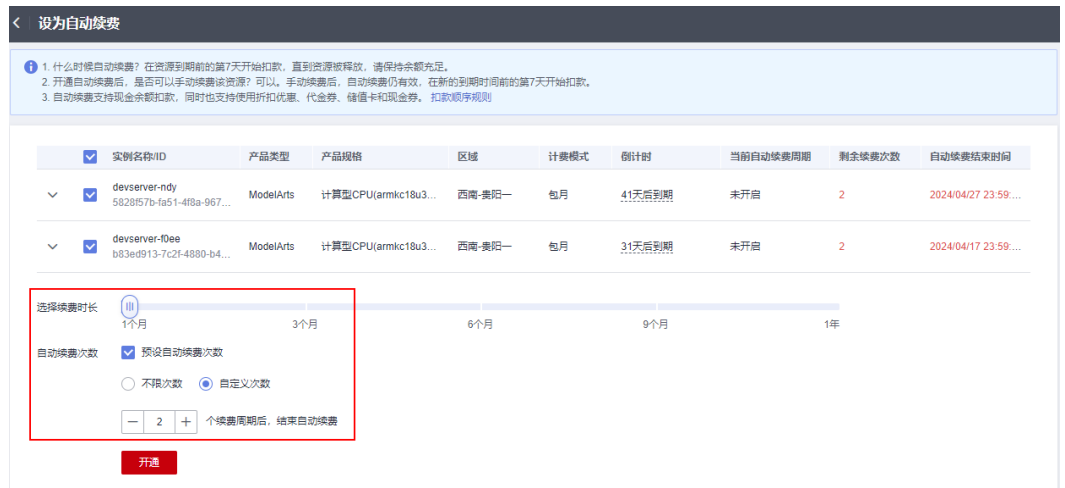 设为自动续费
1. 什么时候自动续费？在资源到期前的第7天开始扣款，直到资源被释放，请保持余额充足。
2. 开通自动续费后，是否可以手动续费该资源？可以。手动续费后，自动续费仍有效，在新的到期时间前的第7天开始扣款。
3. 自动续费支持现金余额扣款，同时也支持使用折扣优惠、代金券、储值卡和现金券。 扣款顺序规则
实例名称/ID 产品类型 产品规格 区域 计费模式 倒计时 当前自动续费周期 剩余续费次数 自动续费结束时间
devserver-ndy
5828f57b-fa51-4f8a-967... ModelArts 计算型CPU(armkc18u3... 西南-贵阳一 包月 41天后到期 未开启 2 2024/04/27 23:59:...
devserver-f0ee
b83ed913-7c2f-4880-b4... ModelArts 计算型CPU(armkc18u3... 西南-贵阳一 包月 31天后到期 未开启 2 2024/04/17 23:59:...
选择续费时长
1个月 3个月 6个月 9个月 1年
自动续费次数 预设自动续费次数
不限次数 自定义次数
2 个续费周期后，结束自动续费
开通